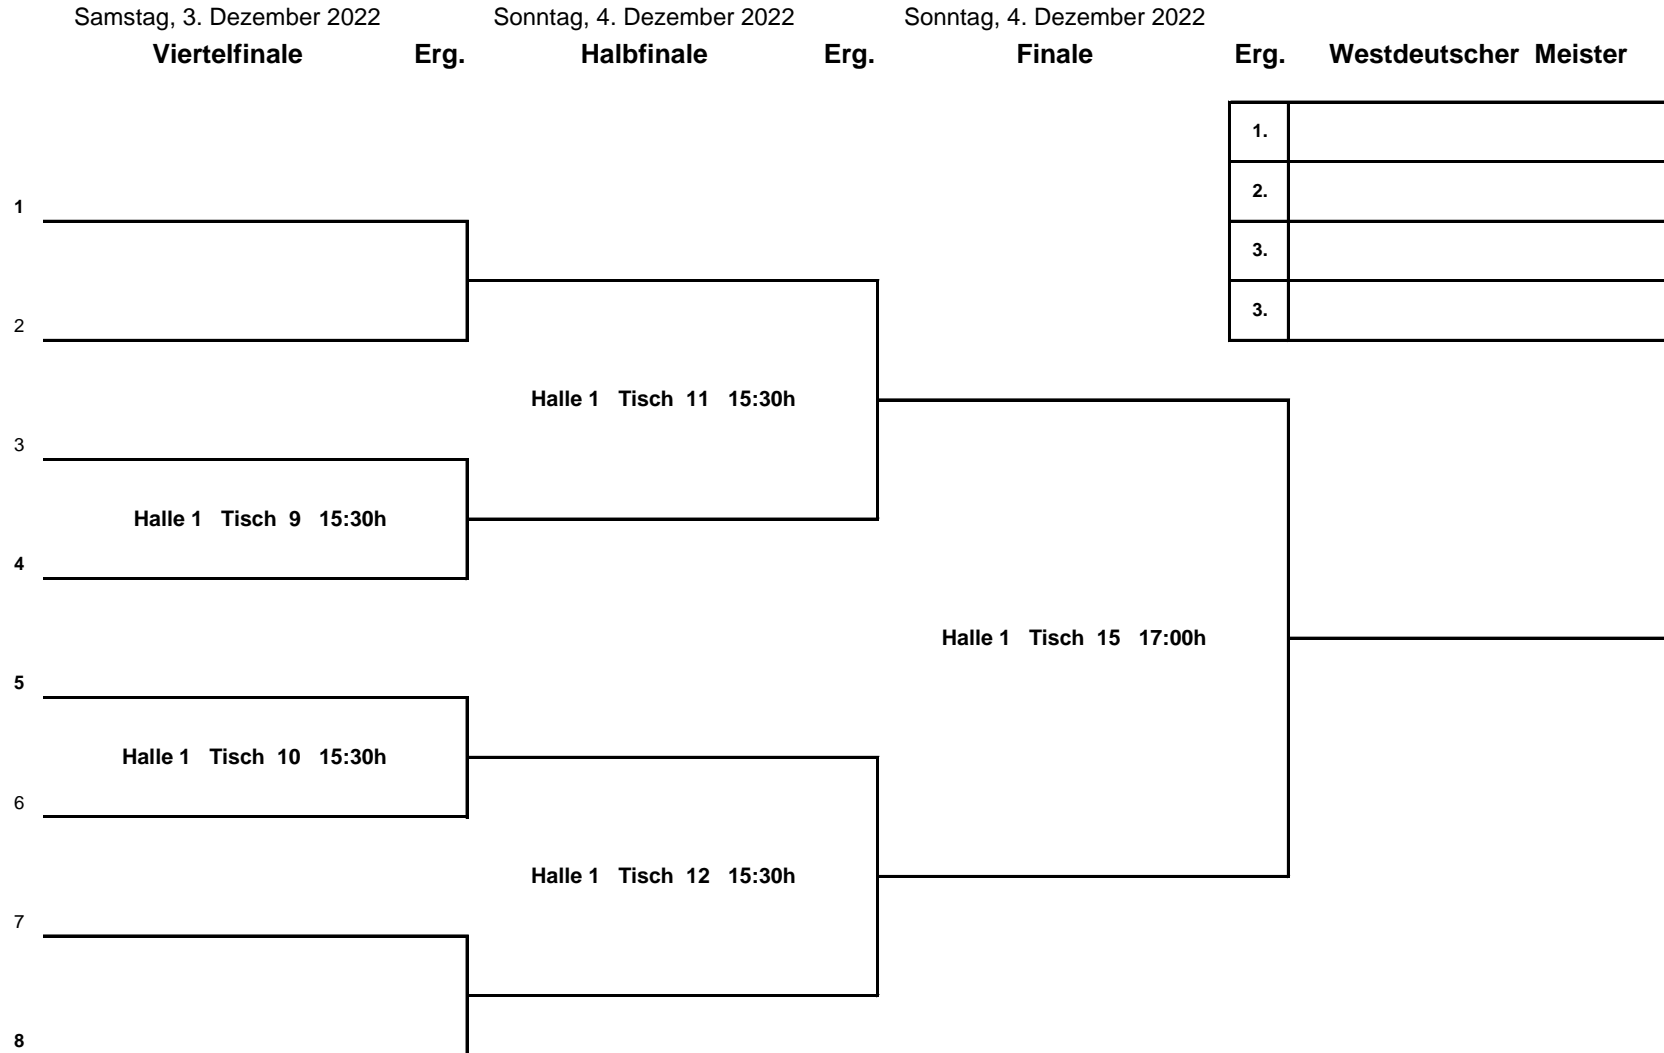 Samstag, 3. Dezember 2022 Sonntag, 4. Dezember 2022 Sonntag, 4. Dezember 2022
Viertelfinale Erg. Halbfinale Erg. Finale Erg. Westdeutscher Meister
1.
2.
1
3.
3.
2
Halle 1 Tisch 11 15:30h
3
Halle 1 Tisch 9 15:30h
4
Halle 1 Tisch 15 17:00h
5
Halle 1 Tisch 10 15:30h
6
Halle 1 Tisch 12 15:30h
7
8